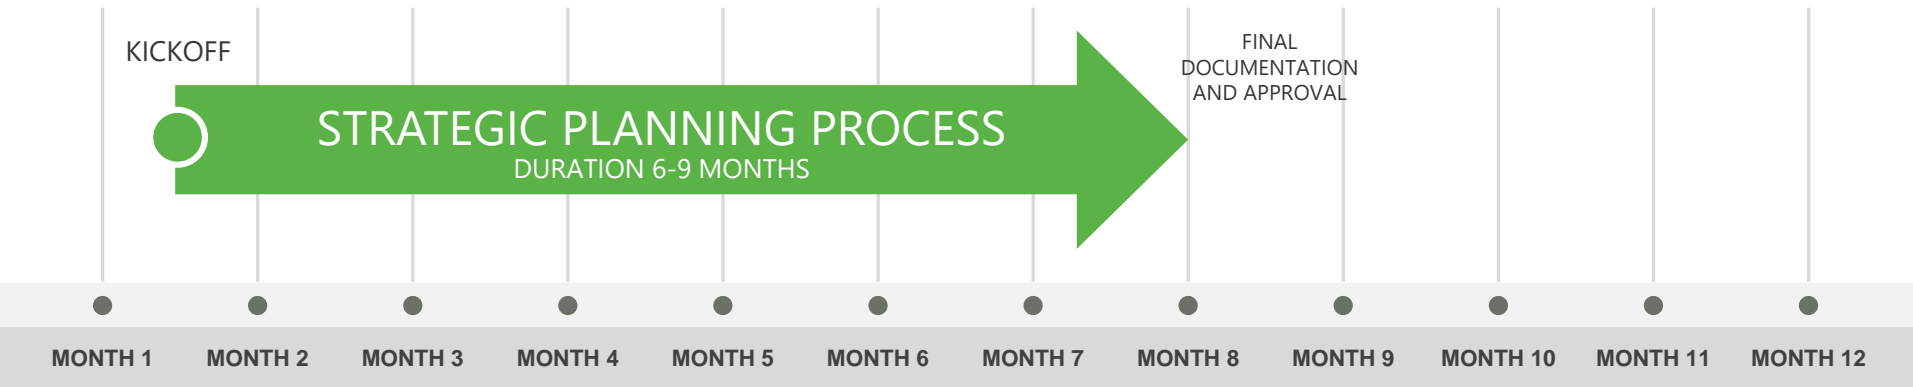 KICKOFF
FINAL
DOCUMENTATION
AND APPROVAL
STRATEGIC PLANNING PROCESS
DURATION 6-9 MONTHS
MONTH 1 MONTH 2 MONTH 3 MONTH 4 MONTH 5 MONTH 6 MONTH 7 MONTH 8 MONTH 9 MONTH 10 MONTH 11 MONTH 12